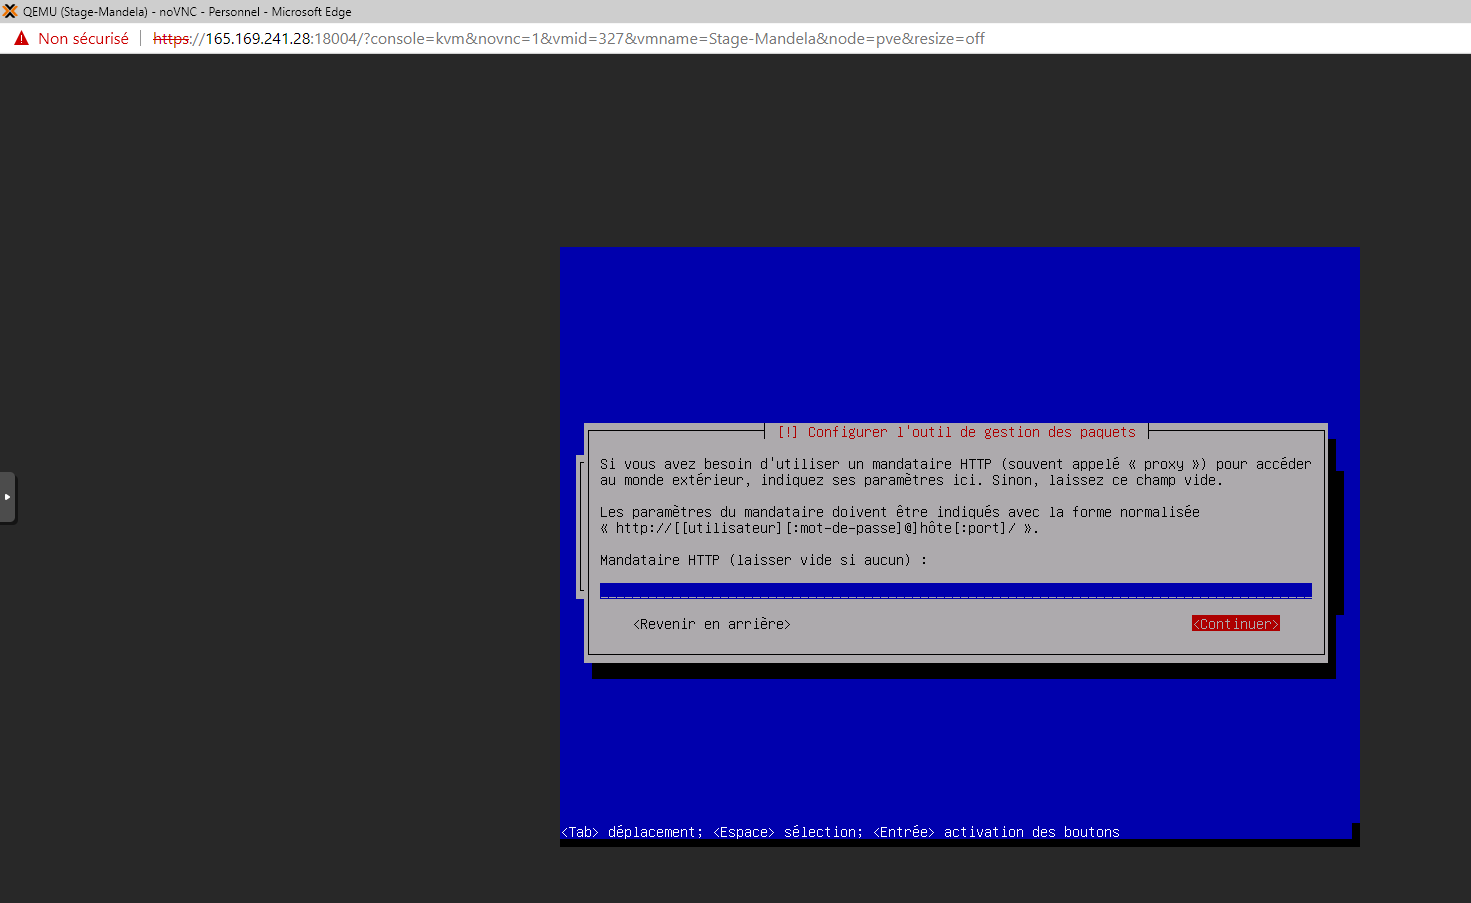 QEMU (Stage-Mandela) - noVNC - Personnel - Microsoft Edge
Non sécurisé https://165.169.241.28:18004/?console=kvm&novnc=1&vmid=327&vmname=Stage-Mandela&node=pve&resize=off
[!] Configurer l'outil de gestion des paquets
Si vous avez besoin d'utiliser un mandataire HTTP (souvent appelé « proxy ») pour accéder
au monde extérieur, indiquez ses paramètres ici. Sinon, laissez ce champ vide.
Les paramètres du mandataire doivent être indiqués avec la forme normalisée
« http://[[utilisateur][:mot-de-passe]@]hôte[:port]/ ».
Mandataire HTTP (laisser vide si aucun) :
<Revenir en arrière> <Continuer>
<Tab> déplacement; <Espace> sélection; <Entrée> activation des boutons